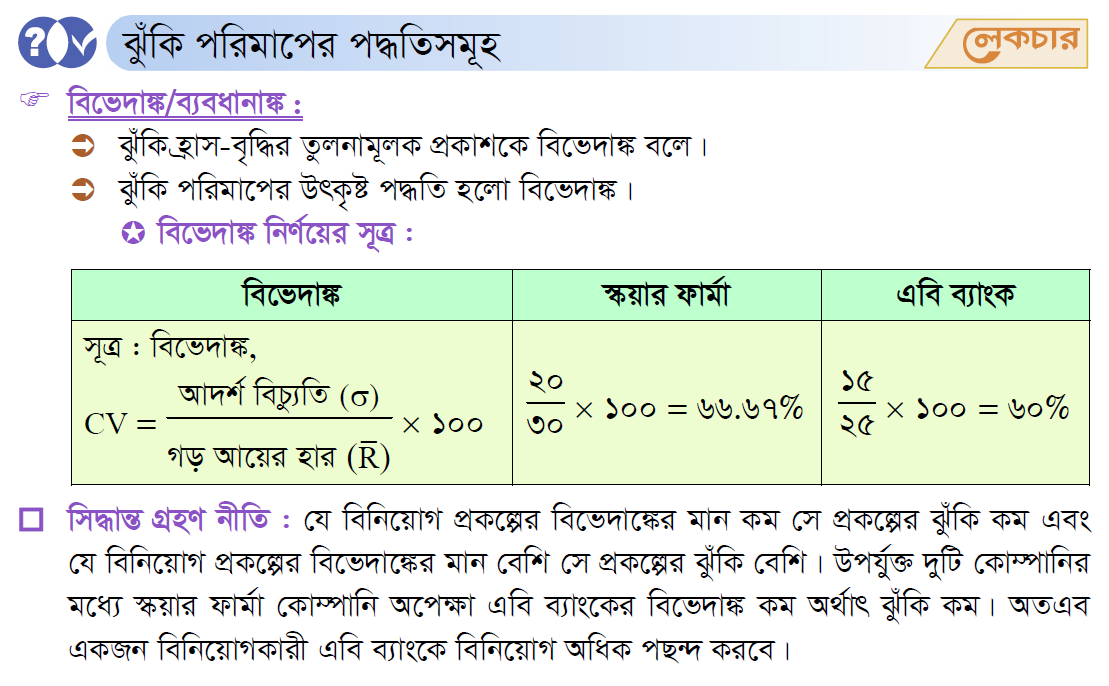 ঝুঁকি পরিমাপের পদ্ধতিসমূহ
লেকচার
বিভেদাঙ্ক/ব্যবধানাঙ্ক :
ঝুঁকি হ্রাস-বৃদ্ধির তুলনামূলক প্রকাশকে বিভেদাঙ্ক বলে।
ঝুঁকি পরিমাপের উৎকৃষ্ট পদ্ধতি হলো বিভেদাঙ্ক।
বিভেদাঙ্ক নির্ণয়ের সূত্র :
বিভেদাঙ্ক স্কয়ার ফার্মা এবি ব্যাংক
সূত্র : বিভেদাঙ্ক,
CV = আদর্শ বিচ্যুতি (σ) / গড় আয়ের হার (R̅) × ১০০
২০/৩০ × ১০০ = ৬৬.৬৭%
১৫/২৫ × ১০০ = ৬০%
সিদ্ধান্ত গ্রহণ নীতি : যে বিনিয়োগ প্রকল্পের বিভেদাঙ্কের মান কম সে প্রকল্পের ঝুঁকি কম এবং
যে বিনিয়োগ প্রকল্পের বিভেদাঙ্কের মান বেশি সে প্রকল্পের ঝুঁকি বেশি। উপর্যুক্ত দুটি কোম্পানির
মধ্যে স্কয়ার ফার্মা কোম্পানি অপেক্ষা এবি ব্যাংকের বিভেদাঙ্ক কম অর্থাৎ ঝুঁকি কম। অতএব
একজন বিনিয়োগকারী এবি ব্যাংকে বিনিয়োগ অধিক পছন্দ করবে।